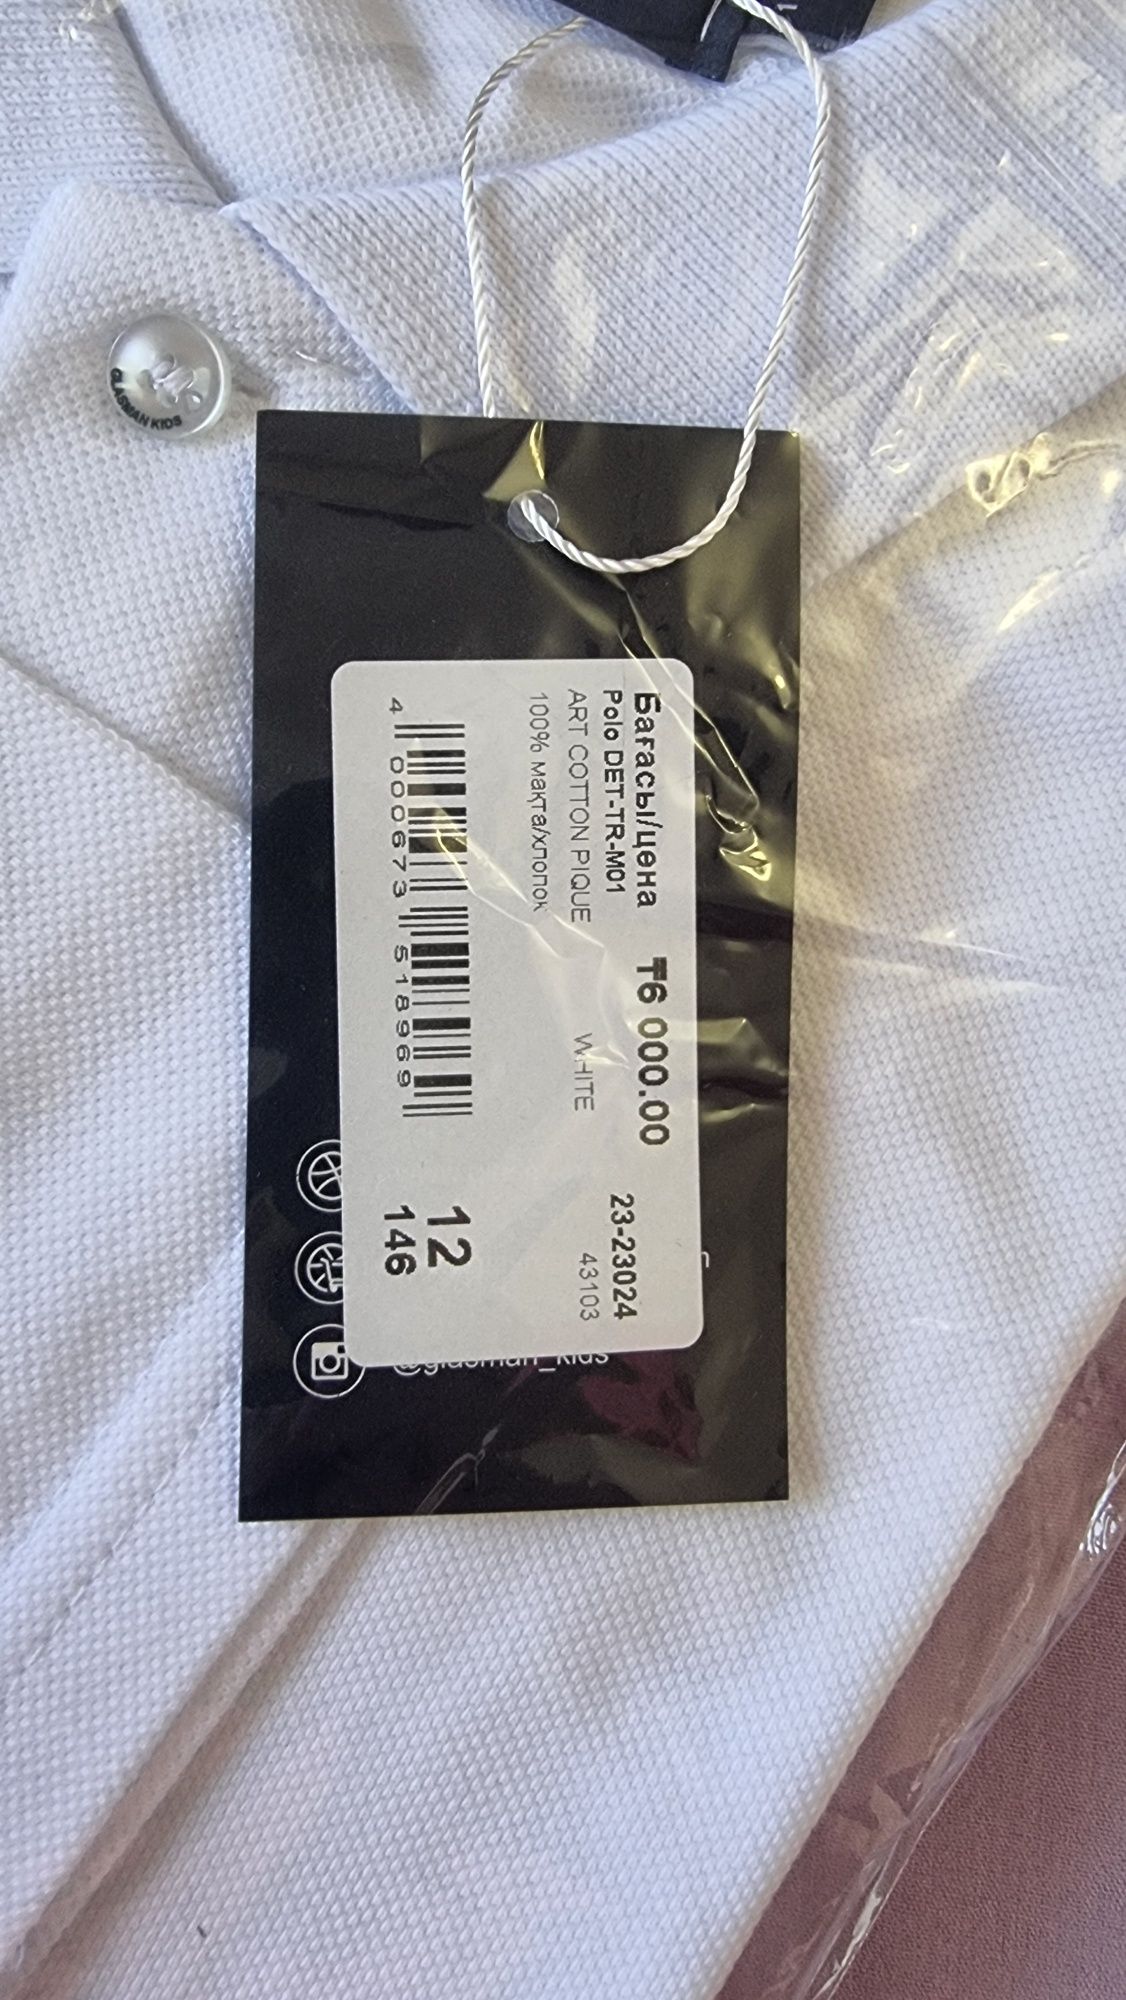 GLASMAN KIDS
Бағасы/цена ₸6 000.00
Polo DET-TR-M01 23-23024
ART COTTON PIQUE WHITE 43103
100% мақта/хлопок
12
146
4 000673 518969
@glasman_kids